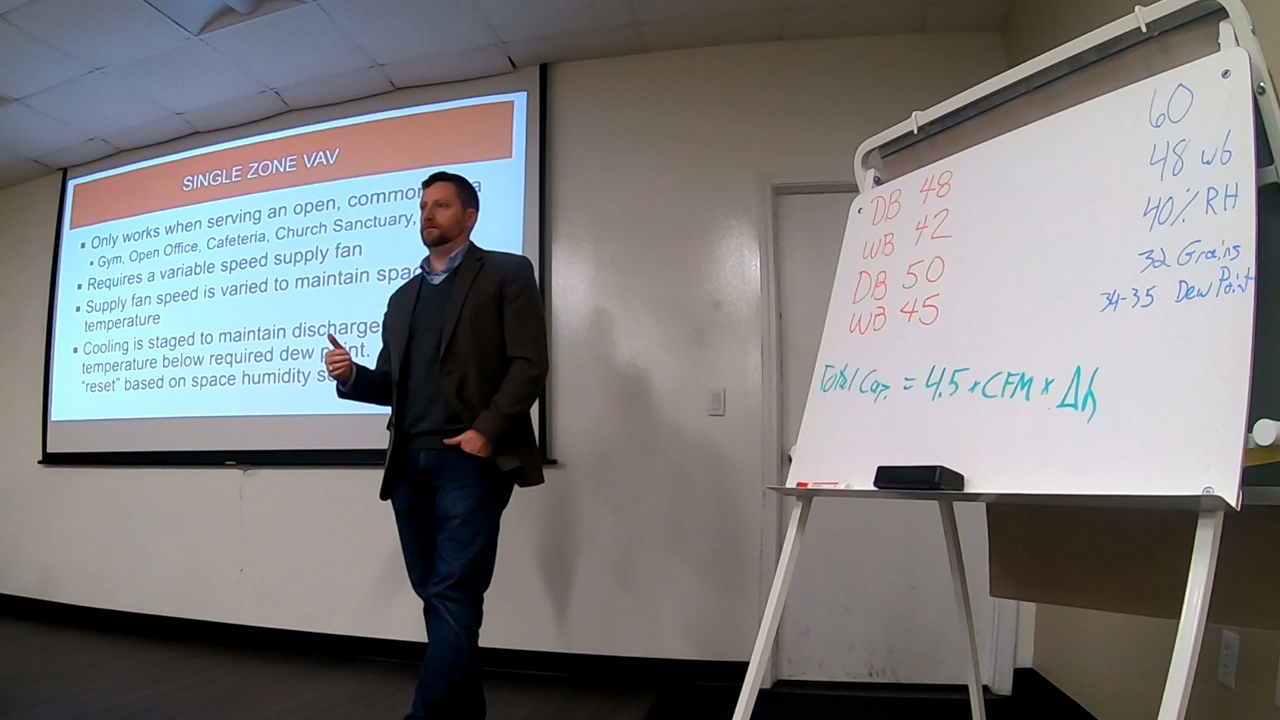 SINGLE ZONE VAV
▪ Only works when serving an open, common
▪ Gym, Open Office, Cafeteria, Church Sanctuary,
▪ Requires a variable speed supply fan
▪ Supply fan speed is varied to maintain
temperature
▪ Cooling is staged to maintain discharge
temperature below required dew point.
"reset" based on space humidity
DB 48
WB 42
DB 50
WB 45
Total Cap. = 4.5 × CFM × Δh
60
48 wb
40% RH
32 Grains
34-35 Dew Point